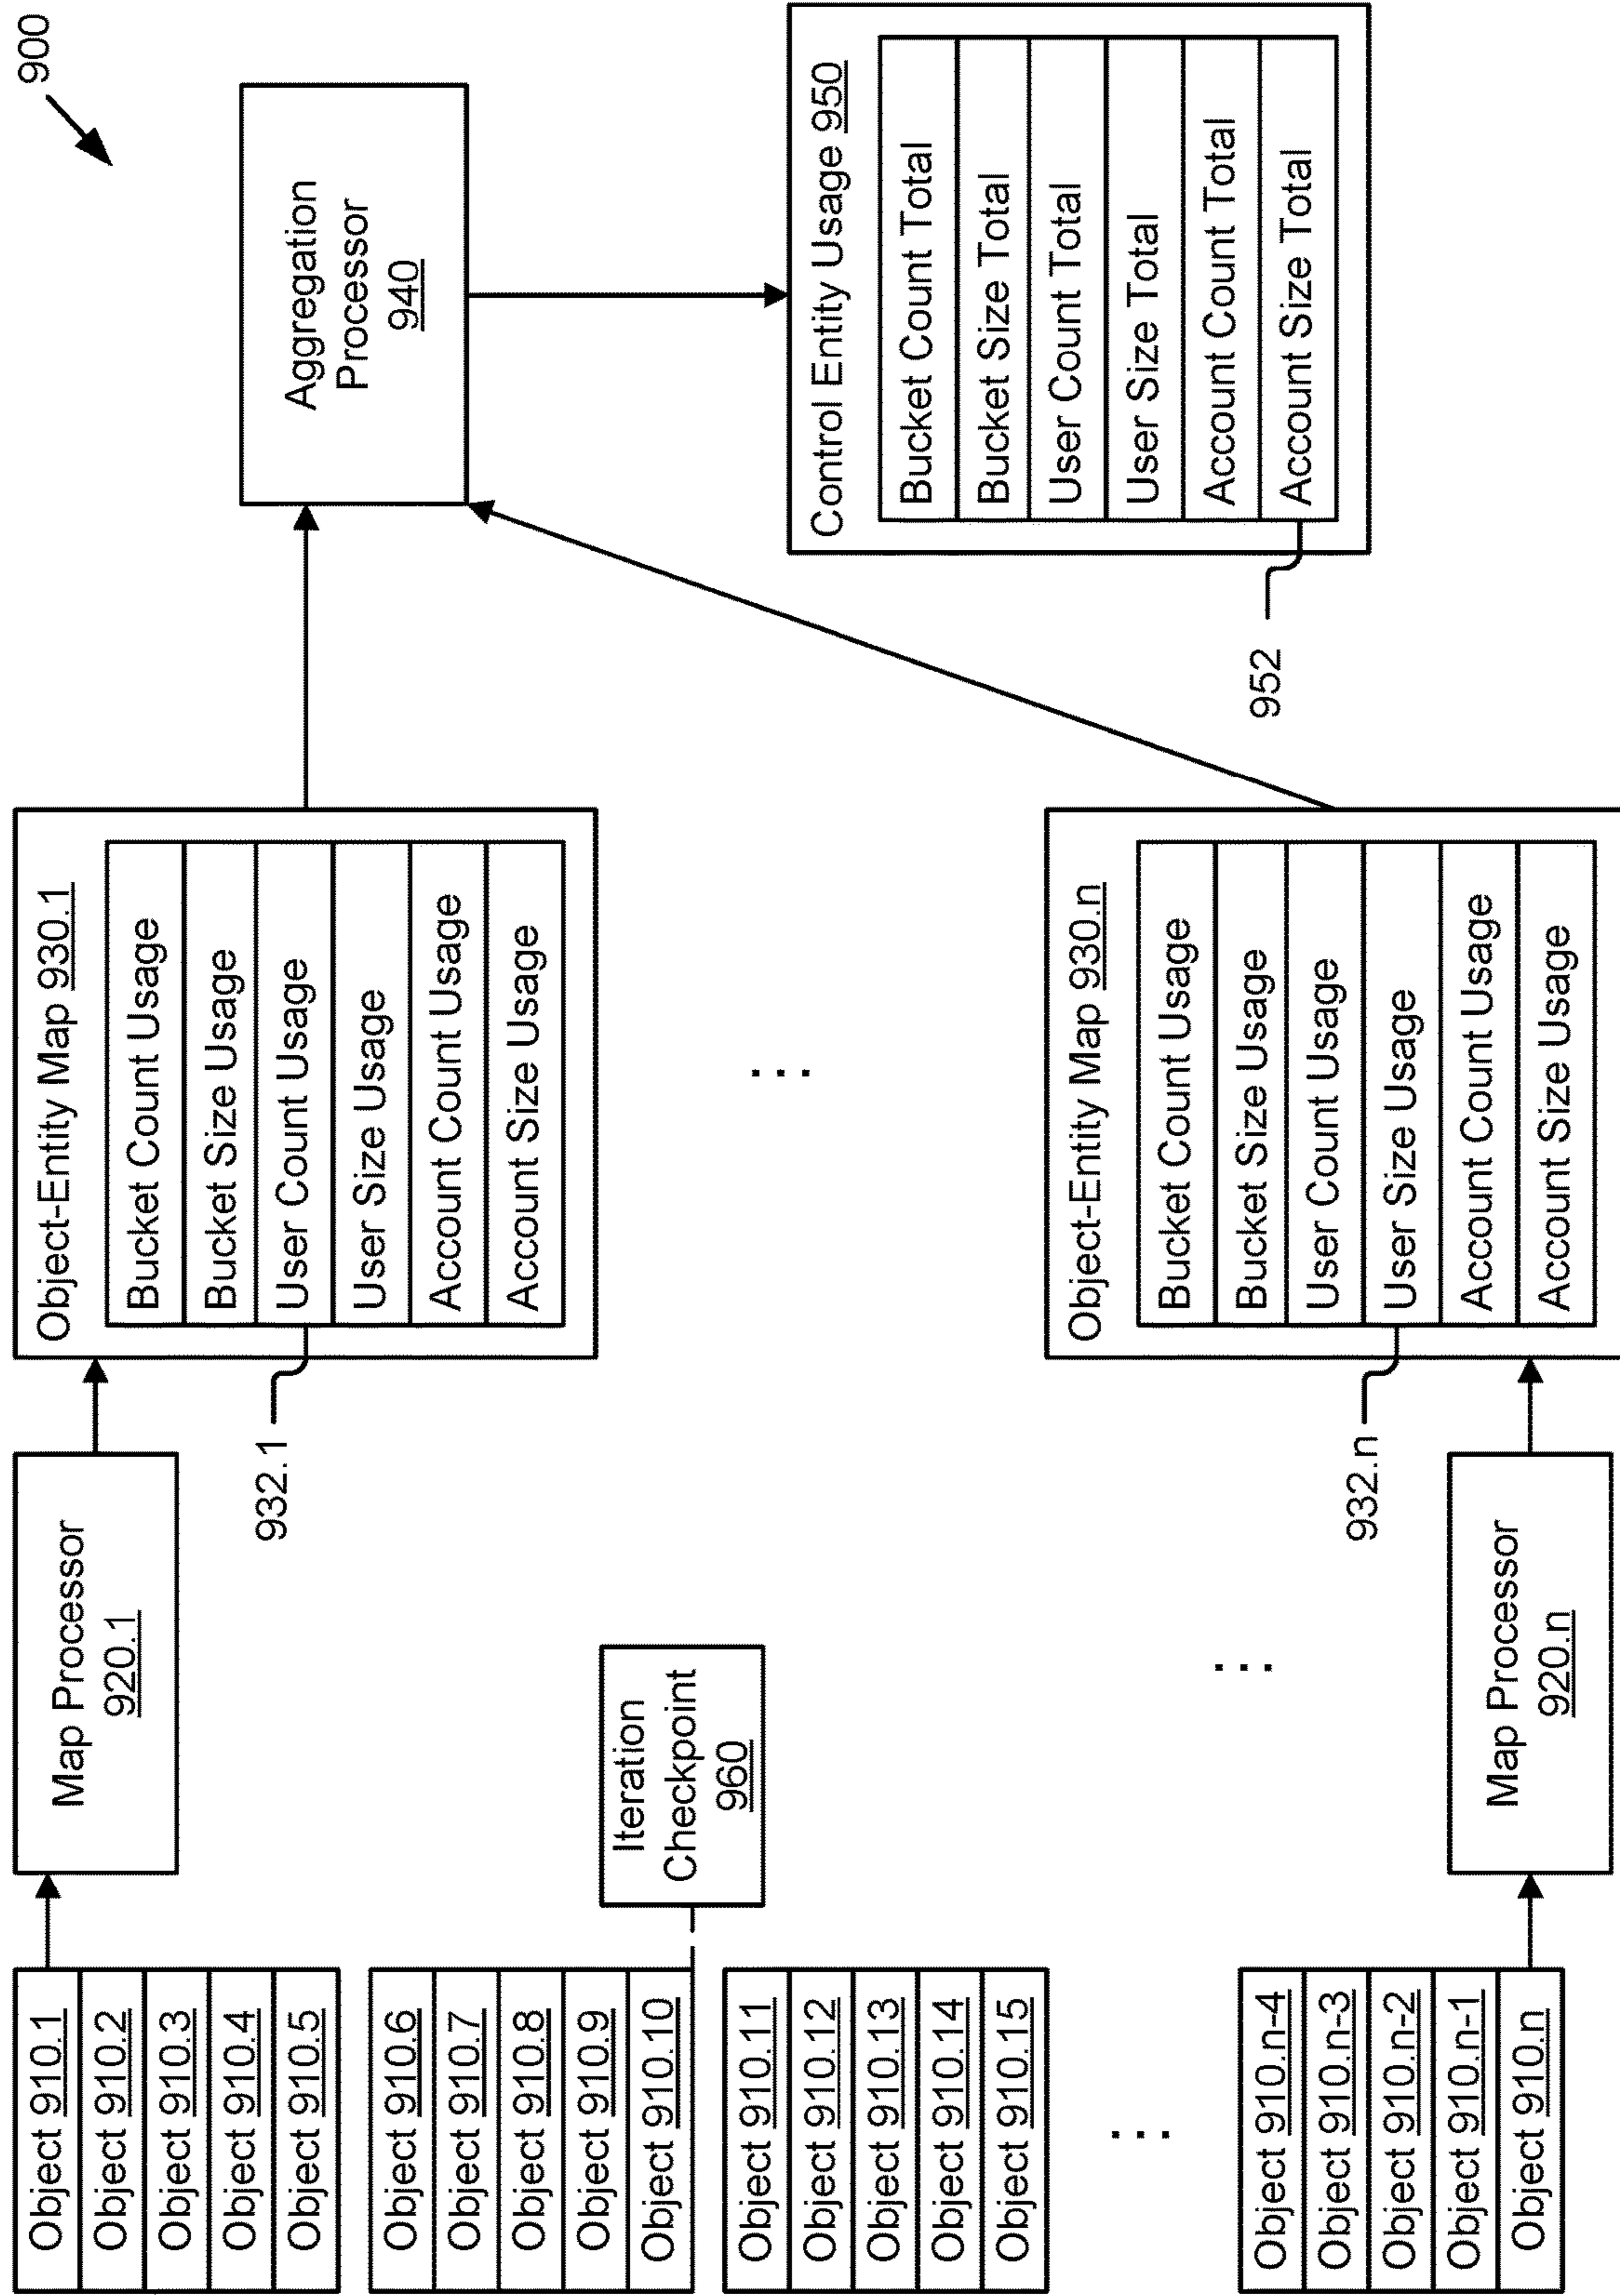 900
Object 910.1
Object 910.2
Object 910.3
Object 910.4
Object 910.5
Object 910.6
Object 910.7
Object 910.8
Object 910.9
Object 910.10
Object 910.11
Object 910.12
Object 910.13
Object 910.14
Object 910.15
...
Object 910.n-4
Object 910.n-3
Object 910.n-2
Object 910.n-1
Object 910.n
Map Processor
920.1
Iteration
Checkpoint
960
...
Map Processor
920.n
Object-Entity Map 930.1
Bucket Count Usage
Bucket Size Usage
User Count Usage
User Size Usage
Account Count Usage
Account Size Usage
932.1
...
Object-Entity Map 930.n
Bucket Count Usage
Bucket Size Usage
User Count Usage
User Size Usage
Account Count Usage
Account Size Usage
932.n
Aggregation
Processor
940
Control Entity Usage 950
Bucket Count Total
Bucket Size Total
User Count Total
User Size Total
Account Count Total
Account Size Total
952